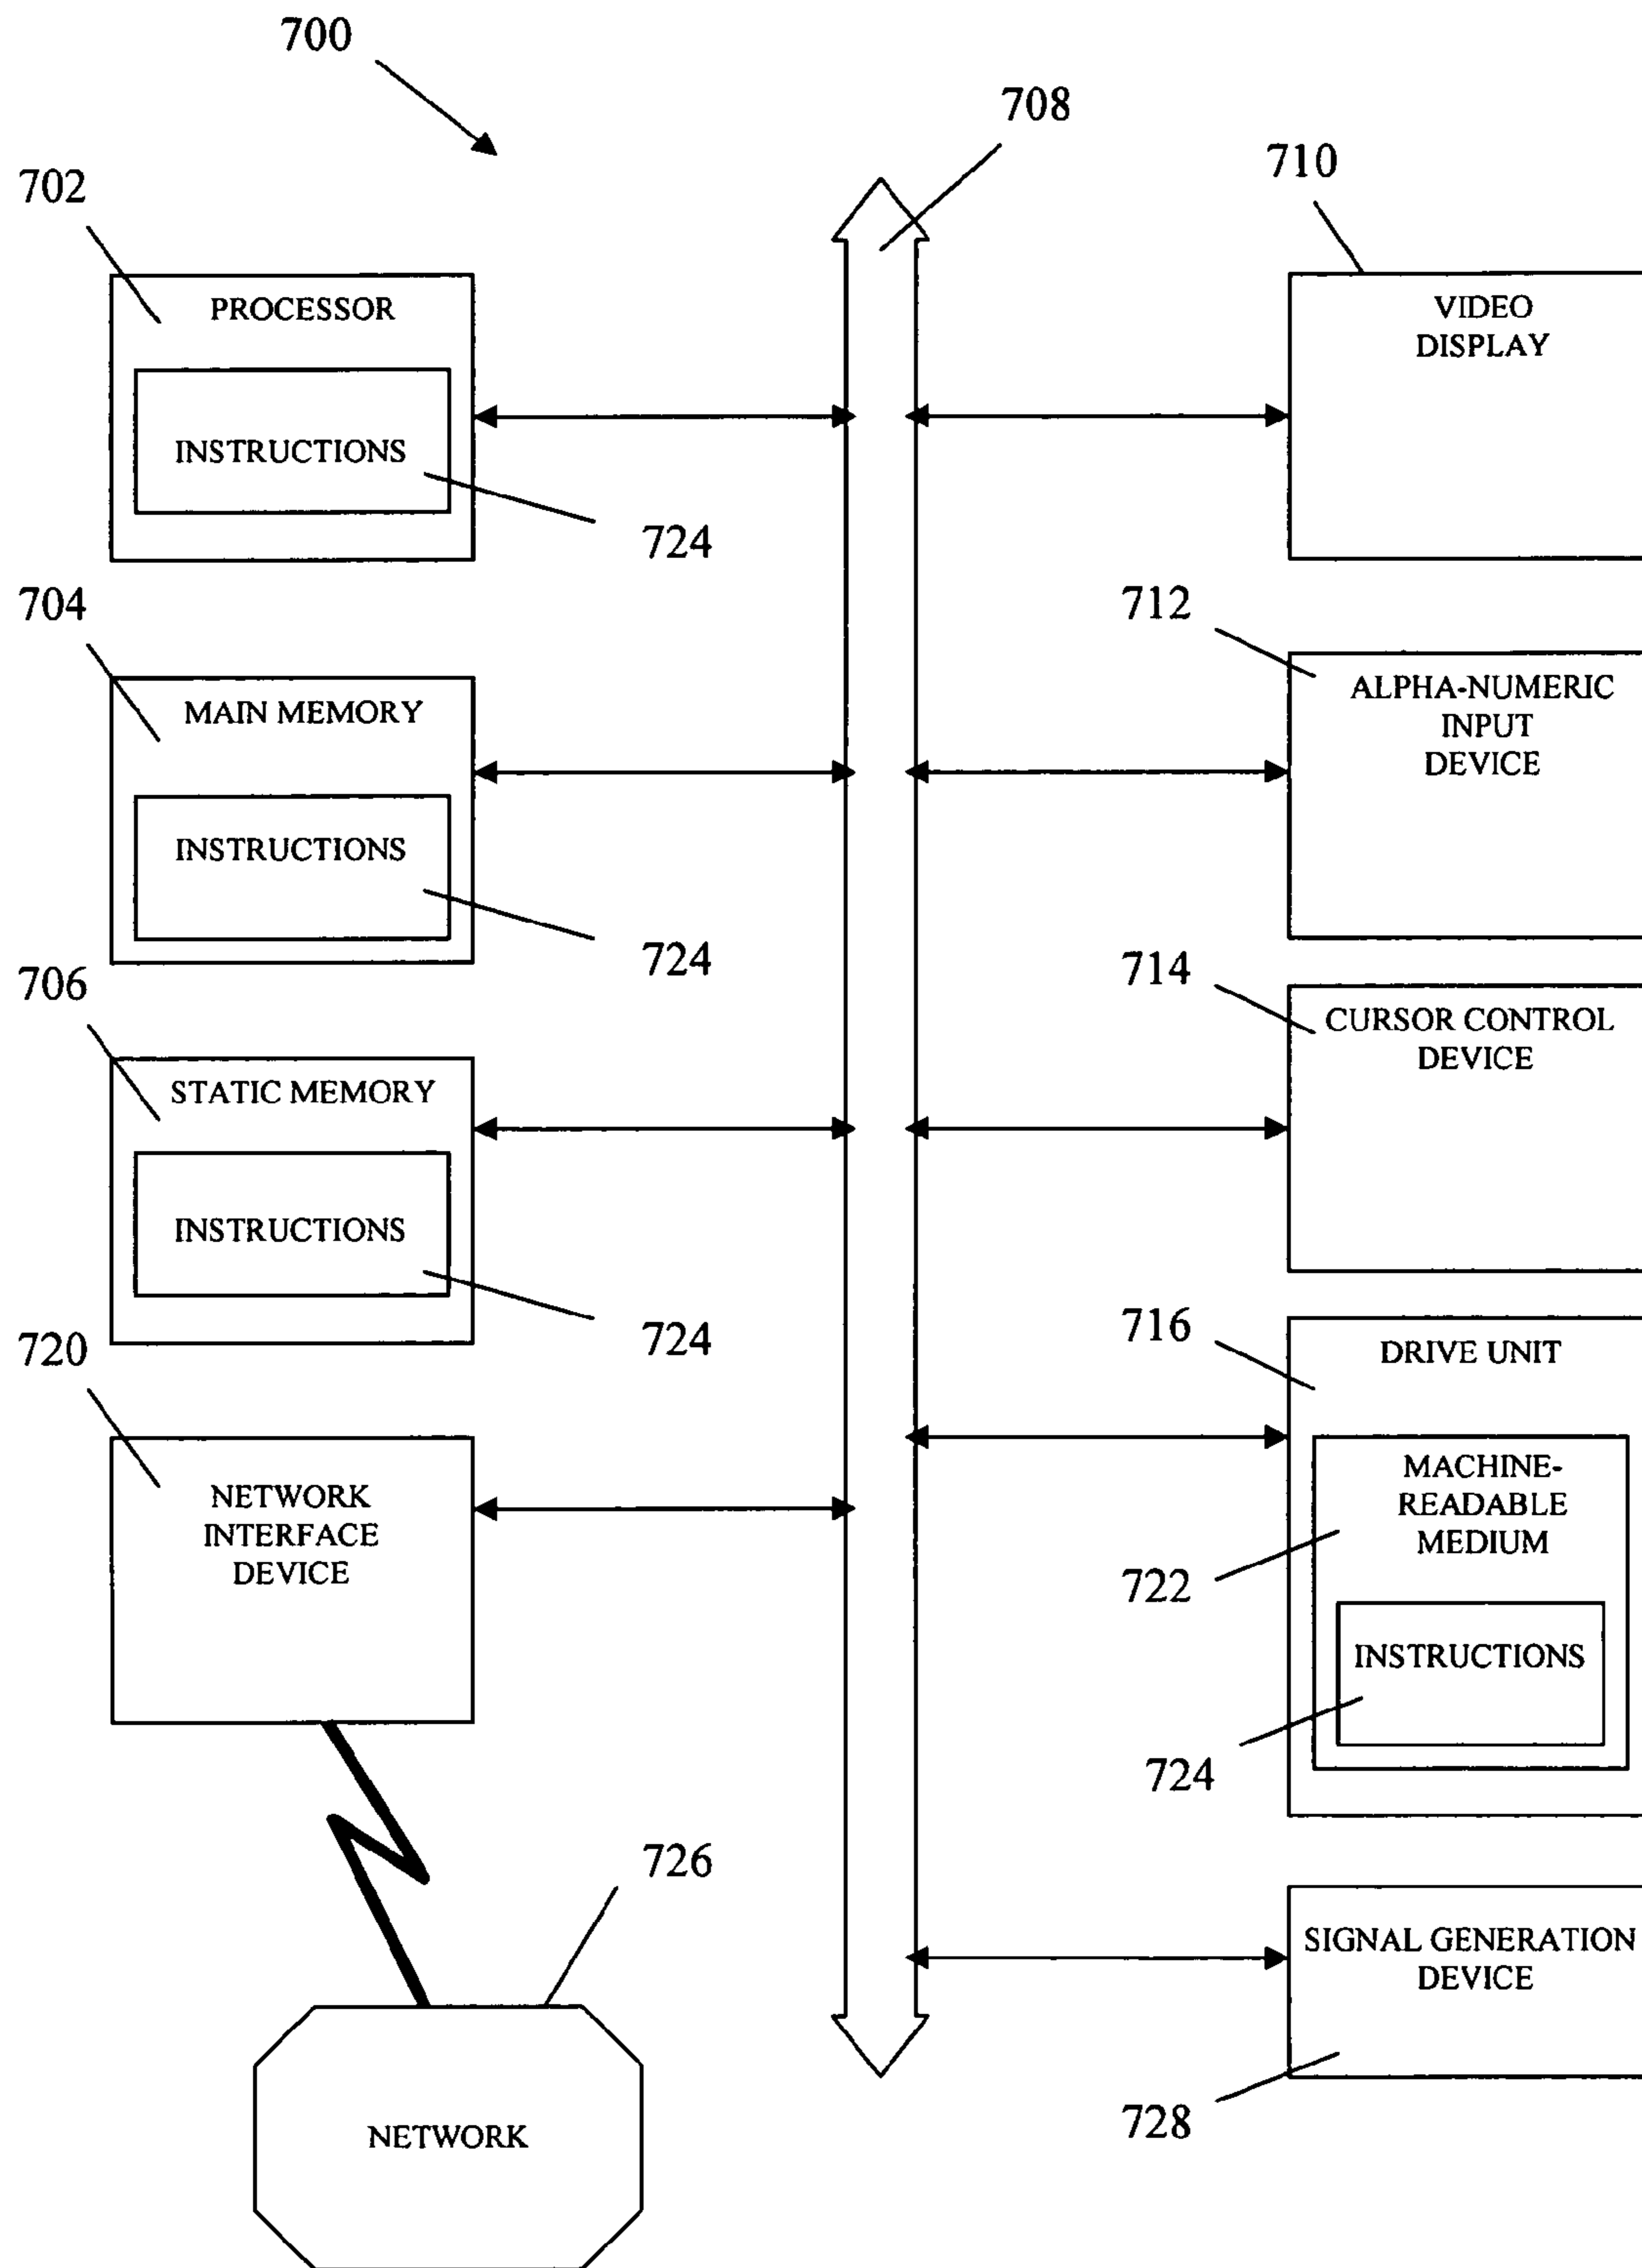 700
708
710
702
PROCESSOR
INSTRUCTIONS
724
VIDEO
DISPLAY
704
MAIN MEMORY
INSTRUCTIONS
724
712
ALPHA-NUMERIC
INPUT
DEVICE
706
STATIC MEMORY
INSTRUCTIONS
724
714
CURSOR CONTROL
DEVICE
720
NETWORK
INTERFACE
DEVICE
716
DRIVE UNIT
MACHINE-
READABLE
MEDIUM
722
INSTRUCTIONS
724
726
NETWORK
SIGNAL GENERATION
DEVICE
728